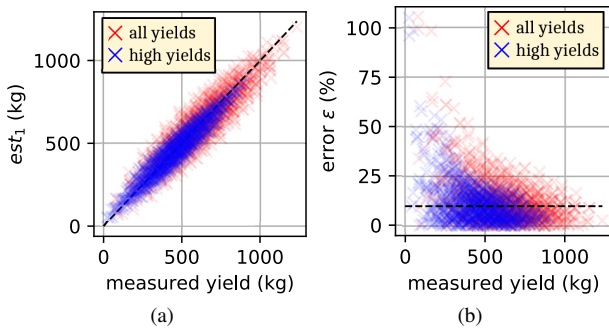 all yields
high yields
1000
500
0
est₁ (kg)
0
500
1000
measured yield (kg)
(a)
all yields
high yields
100
75
50
25
0
error ε (%)
0
500
1000
measured yield (kg)
(b)